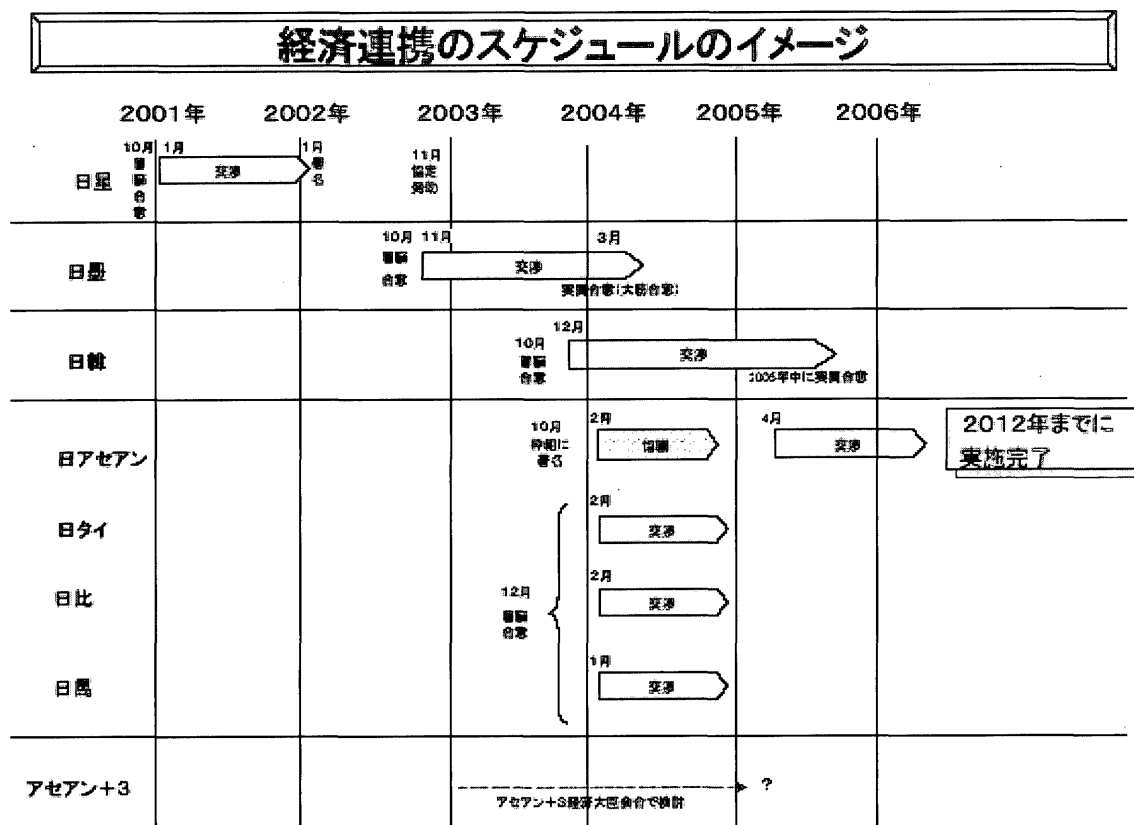 経済連携のスケジュールのイメージ
2001年 2002年 2003年 2004年 2005年 2006年
日星
10月
首脳
合意
1月
交渉
1月
署名
11月
協定
発効
日墨
10月
首脳
合意
11月
交渉
3月
実質合意(大筋合意)
日韓
10月
首脳
合意
12月
交渉
2005年中に実質合意
日アセアン
10月
枠組に
署名
2月
協議
4月
交渉
2012年までに
実施完了
日タイ
2月
交渉
日比
12月
首脳
合意
2月
交渉
日馬
1月
交渉
アセアン+3
アセアン+3経済大臣会合で検討
?